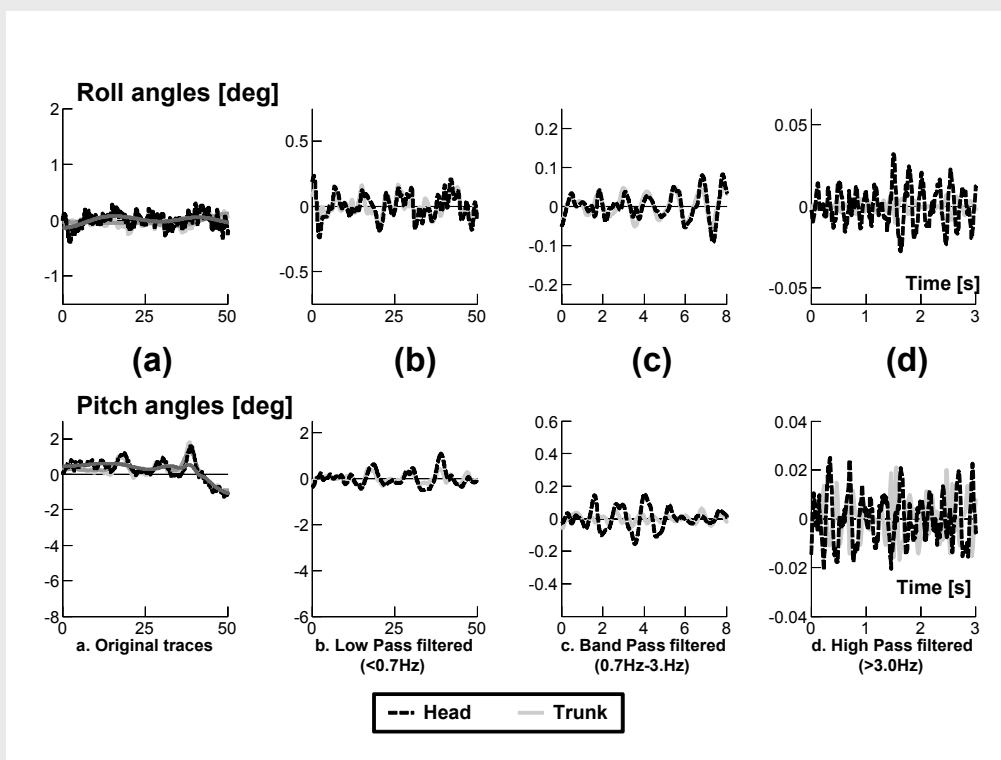 Roll angles [deg]
2
1
0
-1
0 25 50
0.5
0
-0.5
0 25 50
0.2
0.1
0
-0.1
-0.2
0 2 4 6 8
0.05
0
-0.05
Time [s]
0 1 2 3
(a) (b) (c) (d)
Pitch angles [deg]
2
0
-2
-4
-6
-8
0 25 50
a. Original traces
2
0
-2
-4
-6
0 25 50
b. Low Pass filtered
(<0.7Hz)
0.6
0.4
0.2
0
-0.2
-0.4
0 2 4 6 8
c. Band Pass filtered
(0.7Hz-3.Hz)
0.04
0.02
0
-0.02
-0.04
Time [s]
0 1 2 3
d. High Pass filtered
(>3.0Hz)
Head Trunk